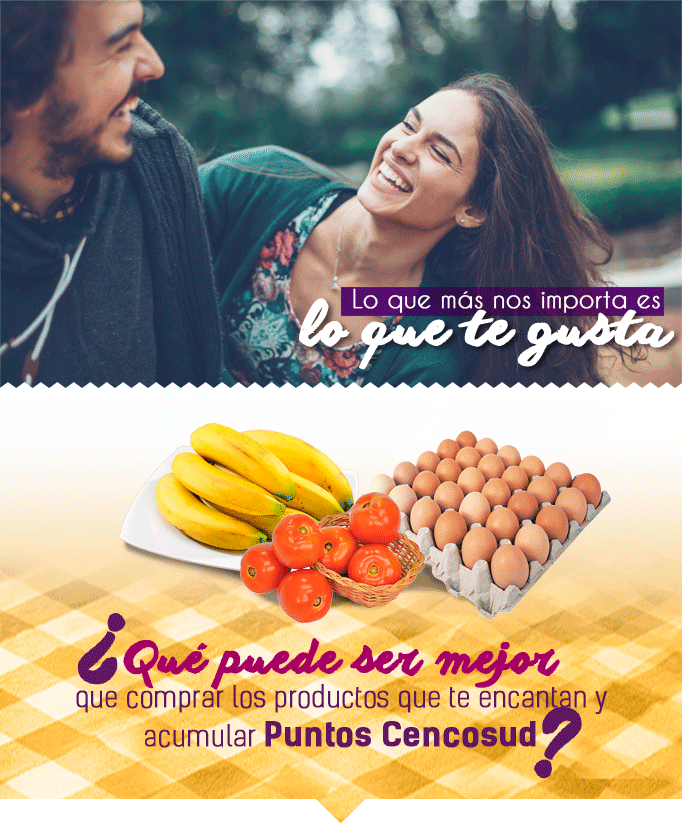 Lo que más nos importa es
lo que te gusta
¿Qué puede ser mejor
que comprar los productos que te encantan y
acumular Puntos Cencosud?